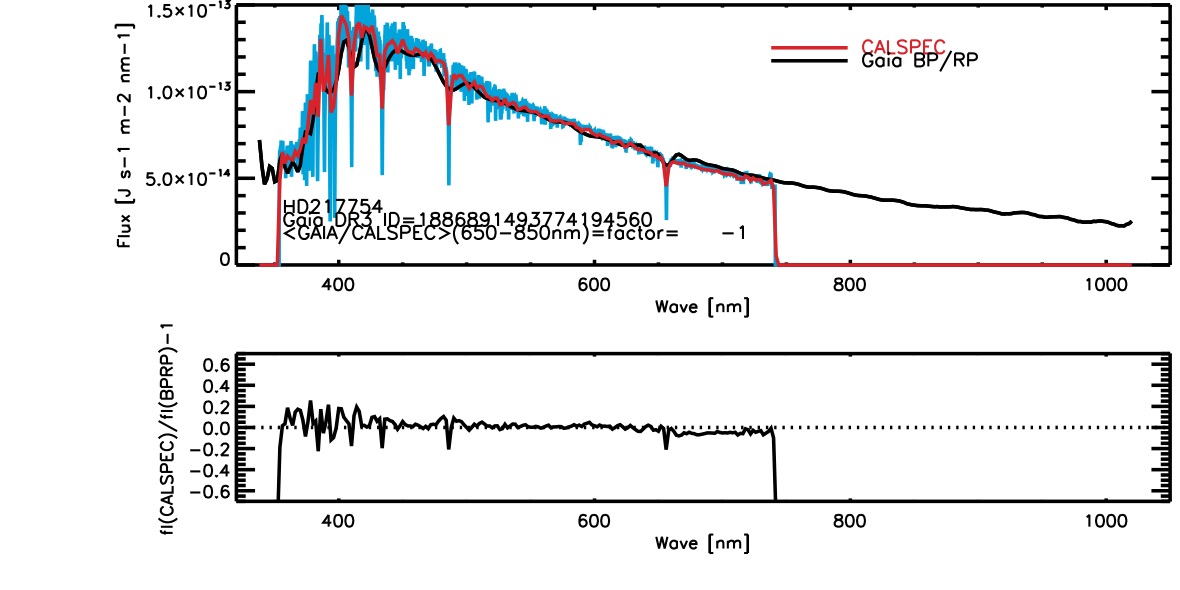 1.5×10−13
1.0×10−13
5.0×10−14
0
Flux [J s−1 m−2 nm−1]
CALSPEC
Gaia BP/RP
HD217754
Gaia DR3 ID=1886891493774194560
<GAIA/CALSPEC>(650−850nm)=factor= −1
400 600 800 1000
Wave [nm]
fl(CALSPEC)/fl(BPRP)−1
0.6
0.4
0.2
0.0
−0.2
−0.4
−0.6
400 600 800 1000
Wave [nm]